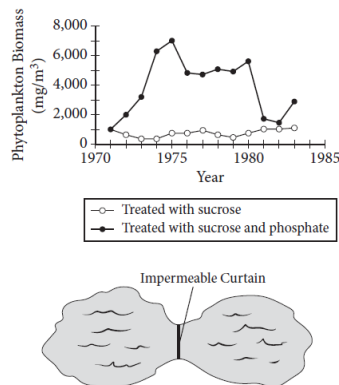 Phytoplankton Biomass
(mg/m³)
8,000
6,000
4,000
2,000
0
1970 1975 1980 1985
Year
Treated with sucrose
Treated with sucrose and phosphate
Impermeable Curtain